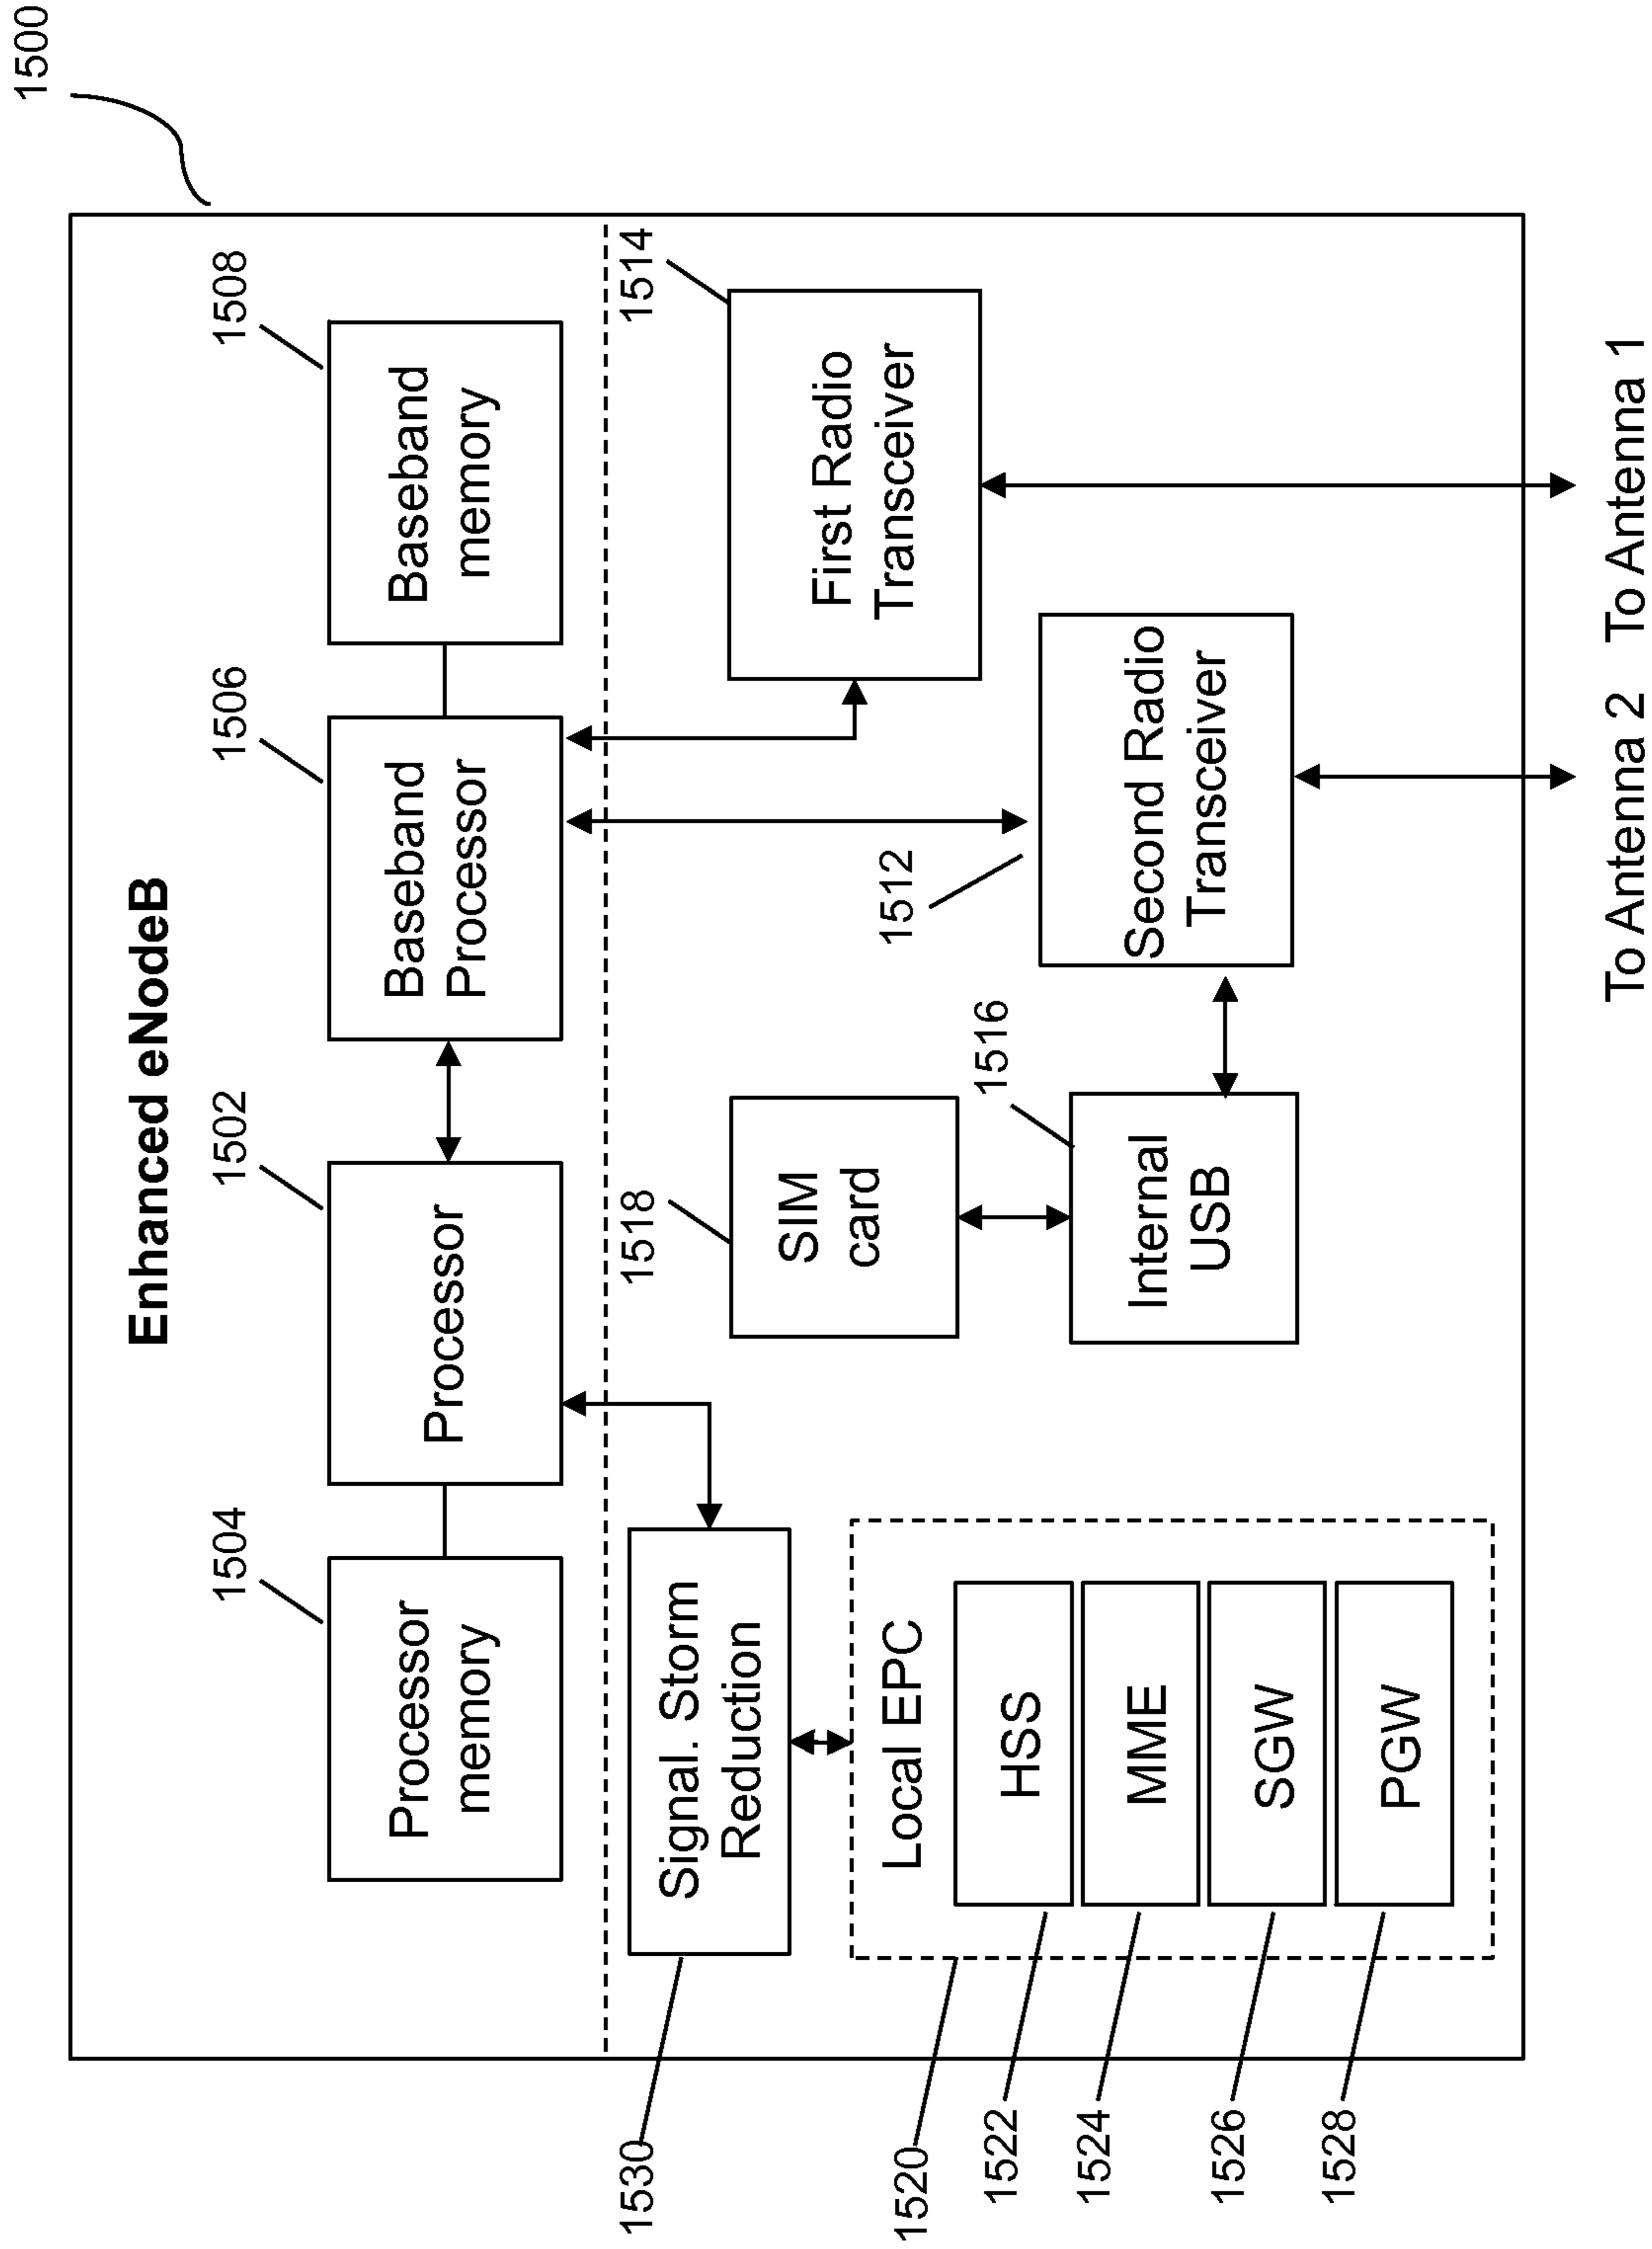 1500
Enhanced eNodeB
1504
1502
1506
1508
Processor
memory
Processor
Baseband
Processor
Baseband
memory
1530
Signal. Storm
Reduction
1518
SIM
card
1514
First Radio
Transceiver
1512
Second Radio
Transceiver
1516
Internal
USB
1520
Local EPC
1522
HSS
1524
MME
1526
SGW
1528
PGW
To Antenna 2
To Antenna 1